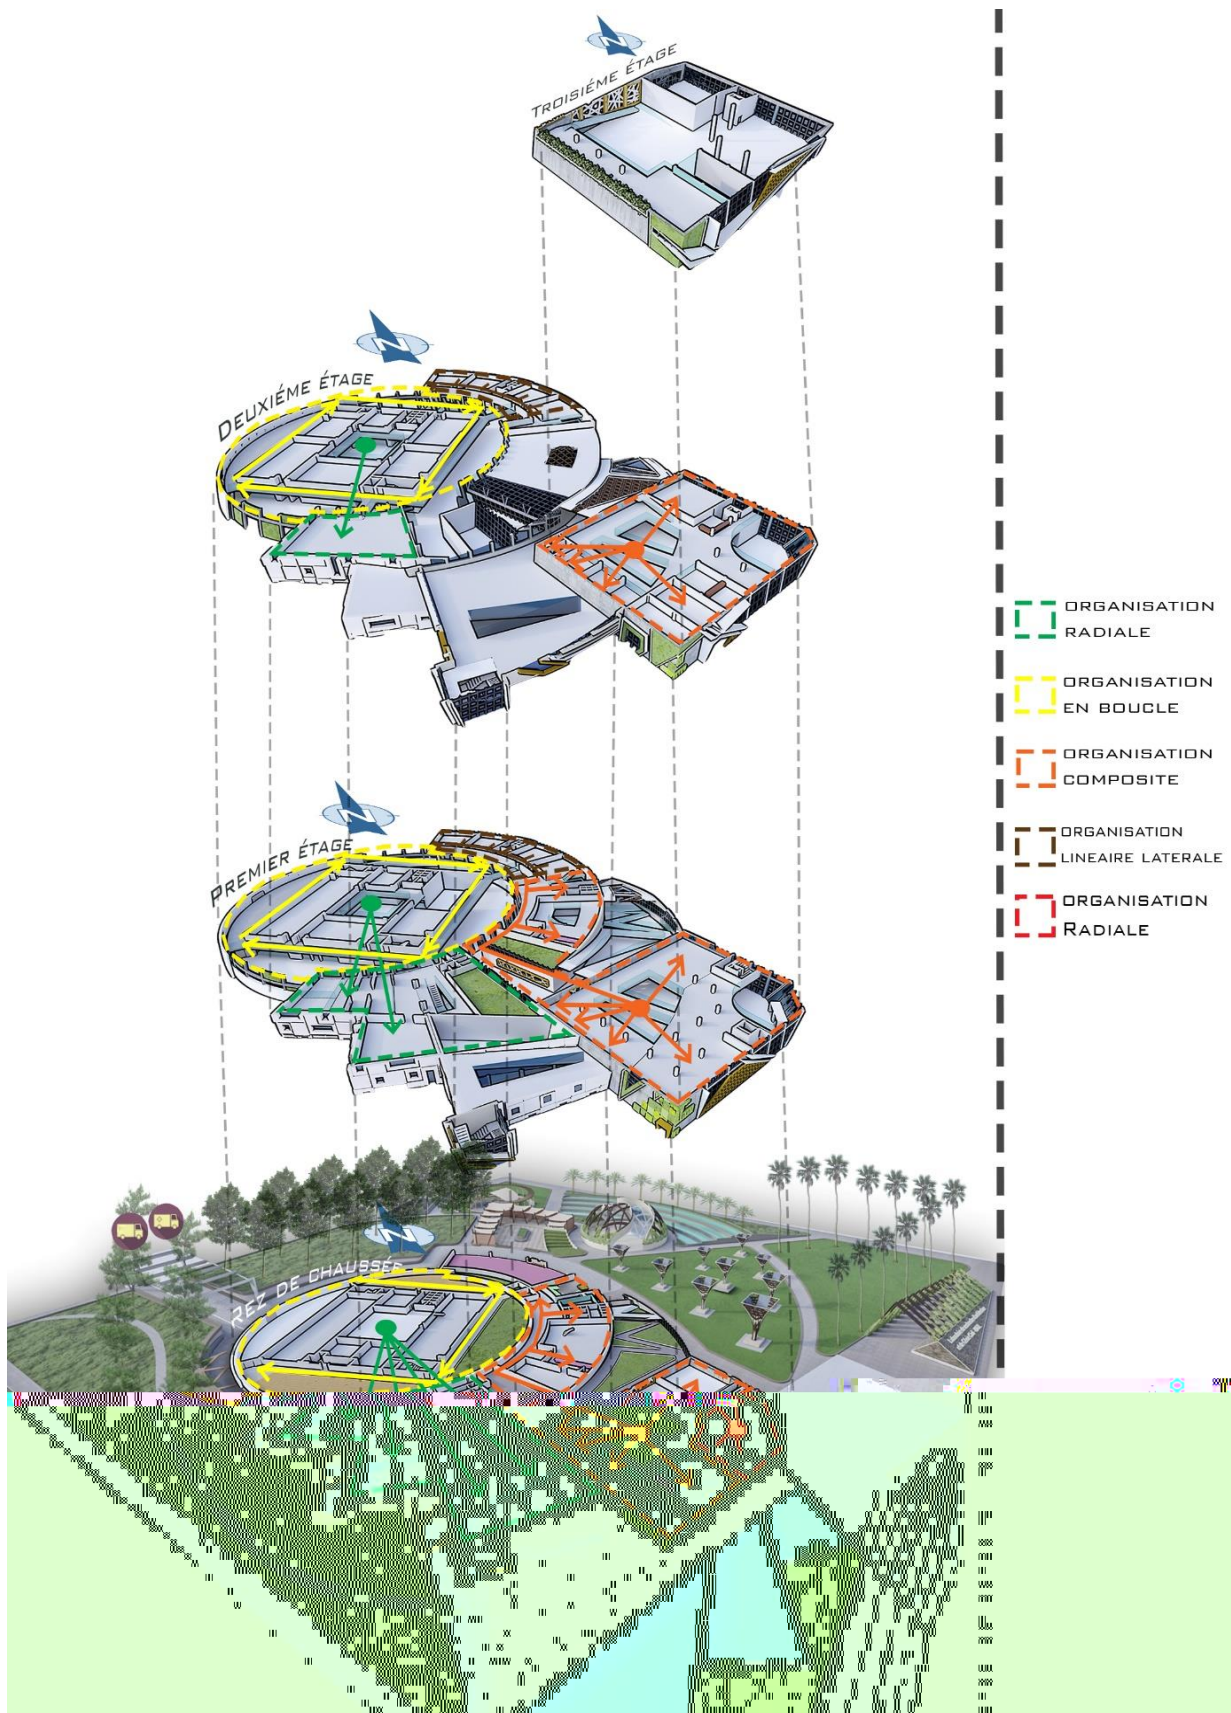 TROISIÉME ÉTAGE
N
DEUXIÉME ÉTAGE
N
PREMIER ÉTAGE
N
REZ DE CHAUSSÉE
N
ORGANISATION
RADIALE
ORGANISATION
EN BOUCLE
ORGANISATION
COMPOSITE
ORGANISATION
LINEAIRE LATERALE
ORGANISATION
RADIALE